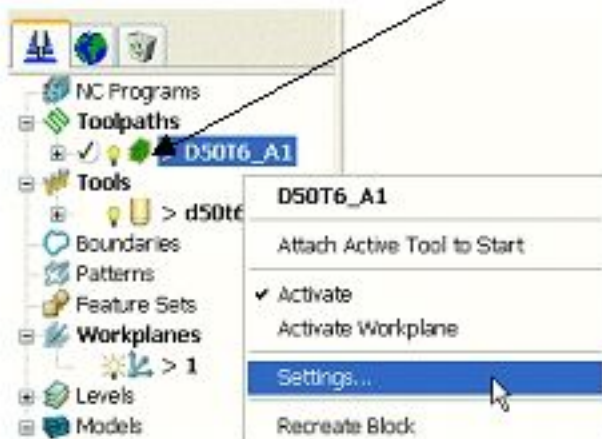 NC Programs
Toolpaths
> D50T6_A1
Tools
> d50t6
Boundaries
Patterns
Feature Sets
Workplanes
> 1
Levels
Models
D50T6_A1
Attach Active Tool to Start
Activate
Activate Workplane
Settings...
Recreate Block